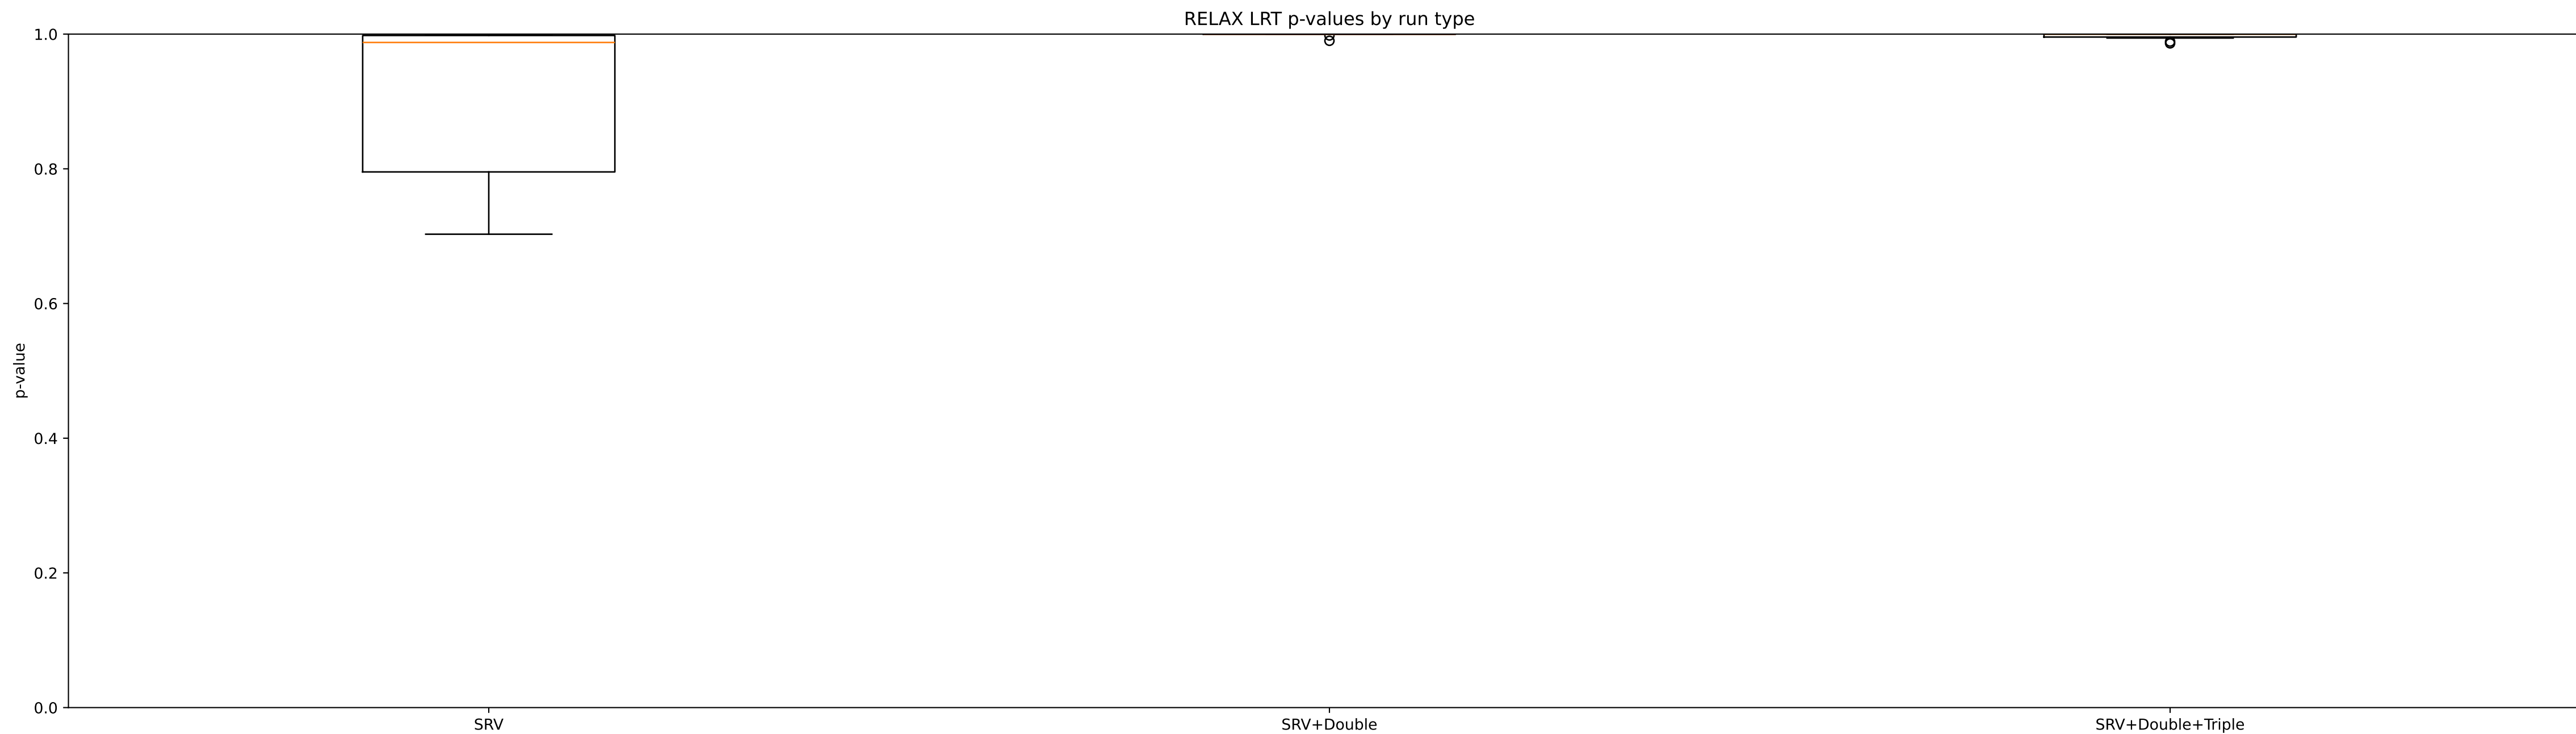 RELAX LRT p-values by run type
1.0
0.8
0.6
0.4
0.2
0.0
p-value
SRV
SRV+Double
SRV+Double+Triple